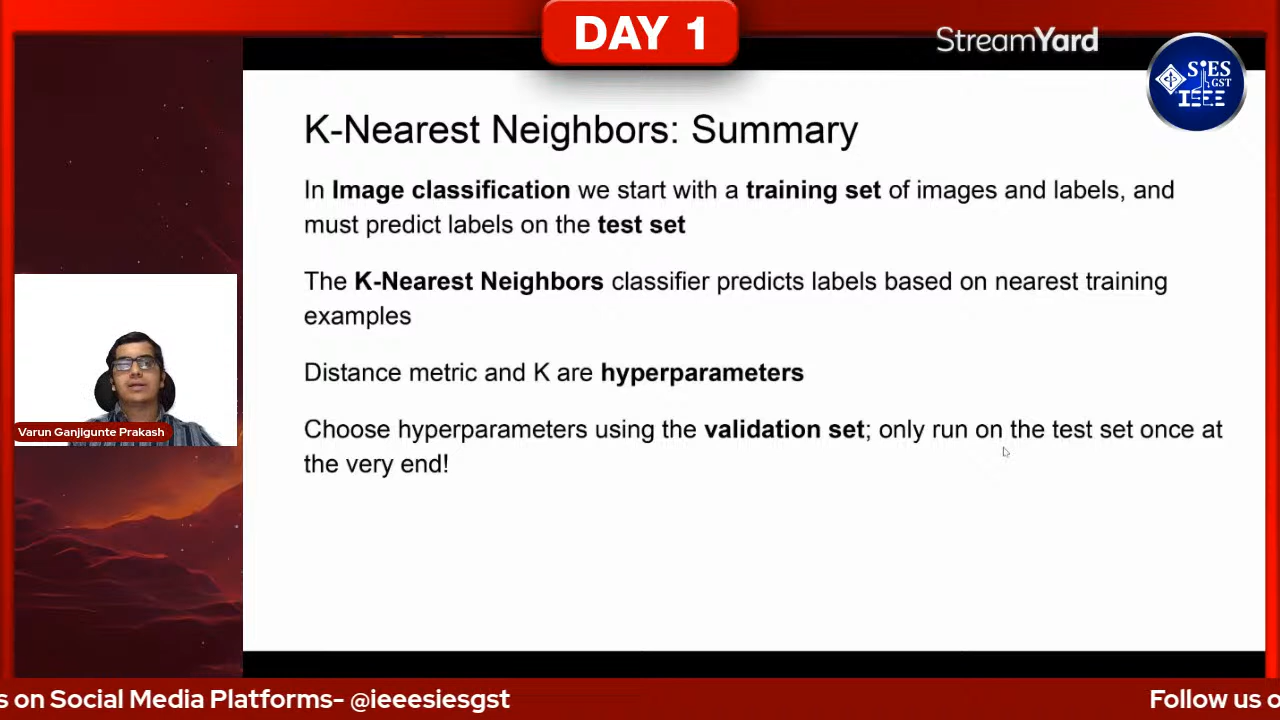 DAY 1
StreamYard
SiES
GST
IEEE
K-Nearest Neighbors: Summary
In Image classification we start with a training set of images and labels, and
must predict labels on the test set
The K-Nearest Neighbors classifier predicts labels based on nearest training
examples
Distance metric and K are hyperparameters
Choose hyperparameters using the validation set; only run on the test set once at
the very end!
Varun Ganjigunte Prakash
s on Social Media Platforms- @ieeesiesgst
Follow us o